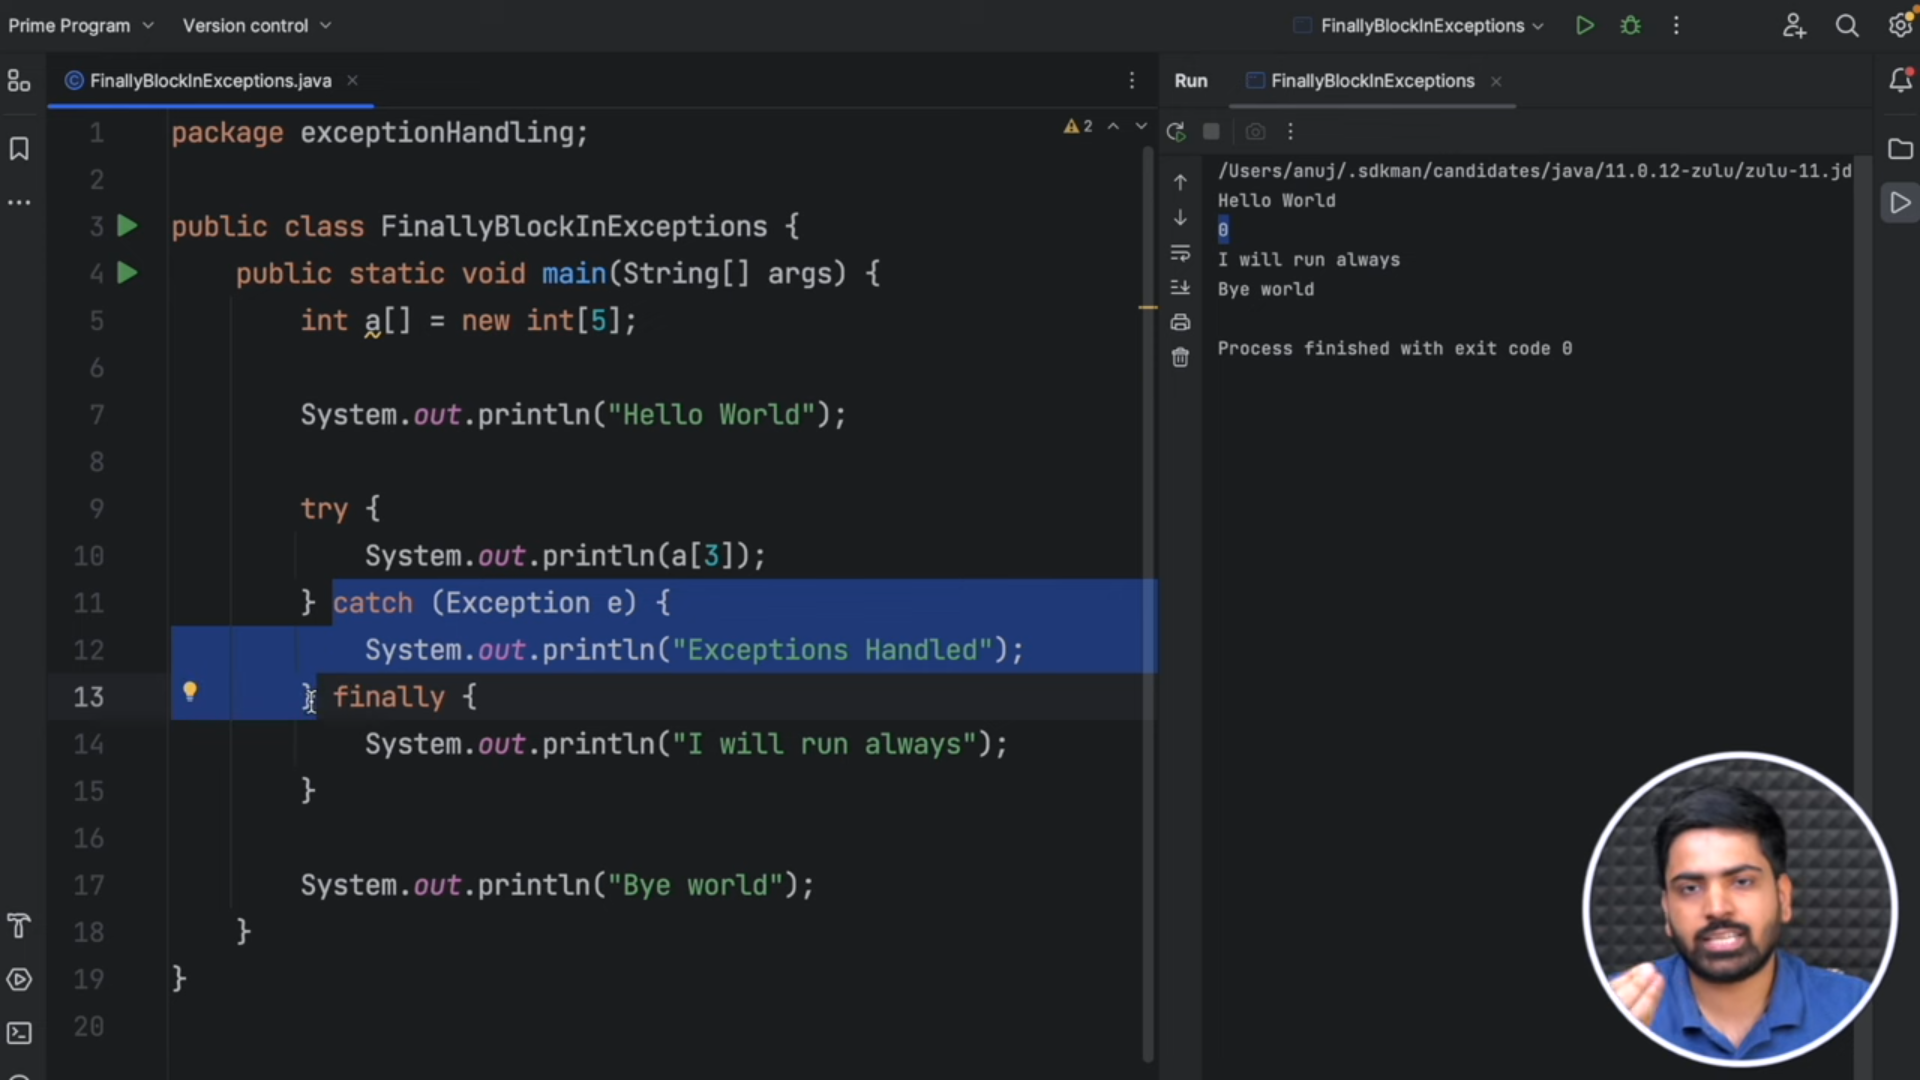 Prime Program
Version control
FinallyBlockInExceptions
FinallyBlockInExceptions.java
Run
FinallyBlockInExceptions
2
1 package exceptionHandling;
2
3 public class FinallyBlockInExceptions {
4 public static void main(String[] args) {
5 int a[] = new int[5];
6
7 System.out.println("Hello World");
8
9 try {
10 System.out.println(a[3]);
11 } catch (Exception e) {
12 System.out.println("Exceptions Handled");
13 } finally {
14 System.out.println("I will run always");
15 }
16
17 System.out.println("Bye world");
18 }
19 }
20
/Users/anuj/.sdkman/candidates/java/11.0.12-zulu/zulu-11.jd
Hello World
0
I will run always
Bye world
Process finished with exit code 0